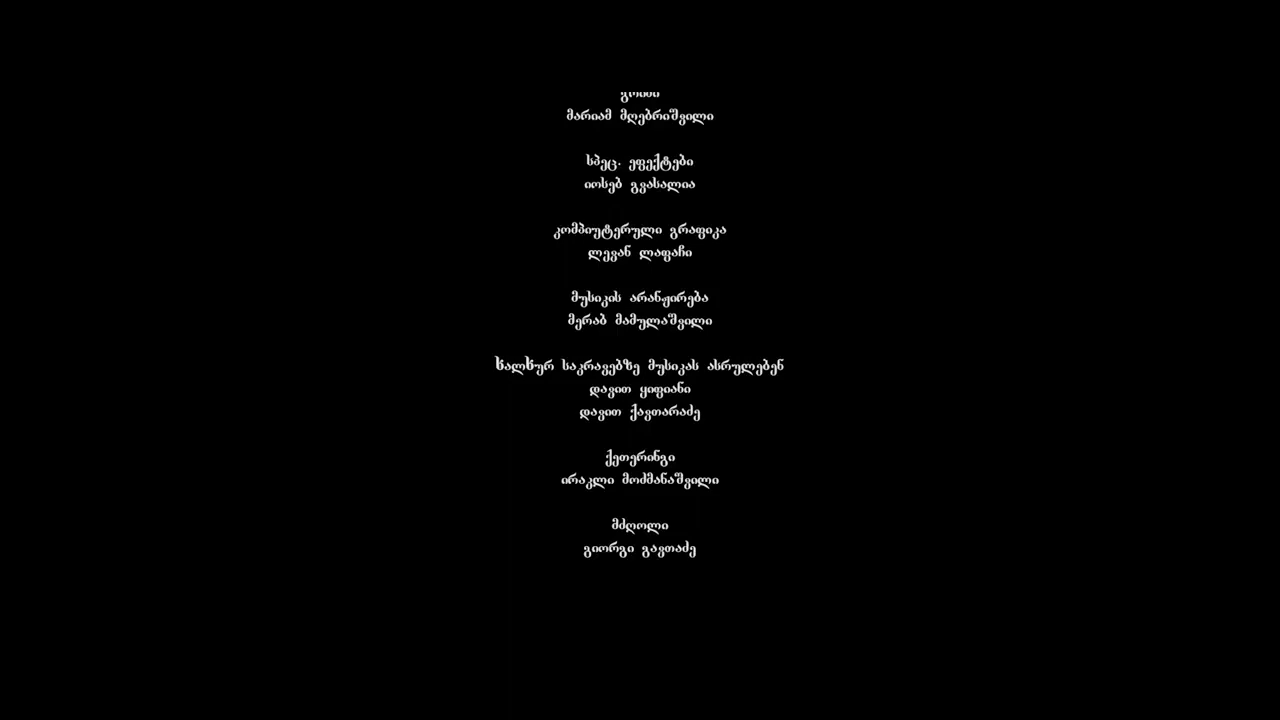 გრიმი
მარიამ მღებრიშვილი
სპეც. ეფექტები
იოსებ გვასალია
კომპიუტერული გრაფიკა
ლევან ლაფაჩი
მუსიკის არანჟირება
მერაბ მამულაშვილი
ხალხურ საკრავებზე მუსიკას ასრულებენ
დავით ყიფიანი
დავით ქავთარაძე
ქეთერინგი
ირაკლი მოძმანაშვილი
მძღოლი
გიორგი გავთაძე